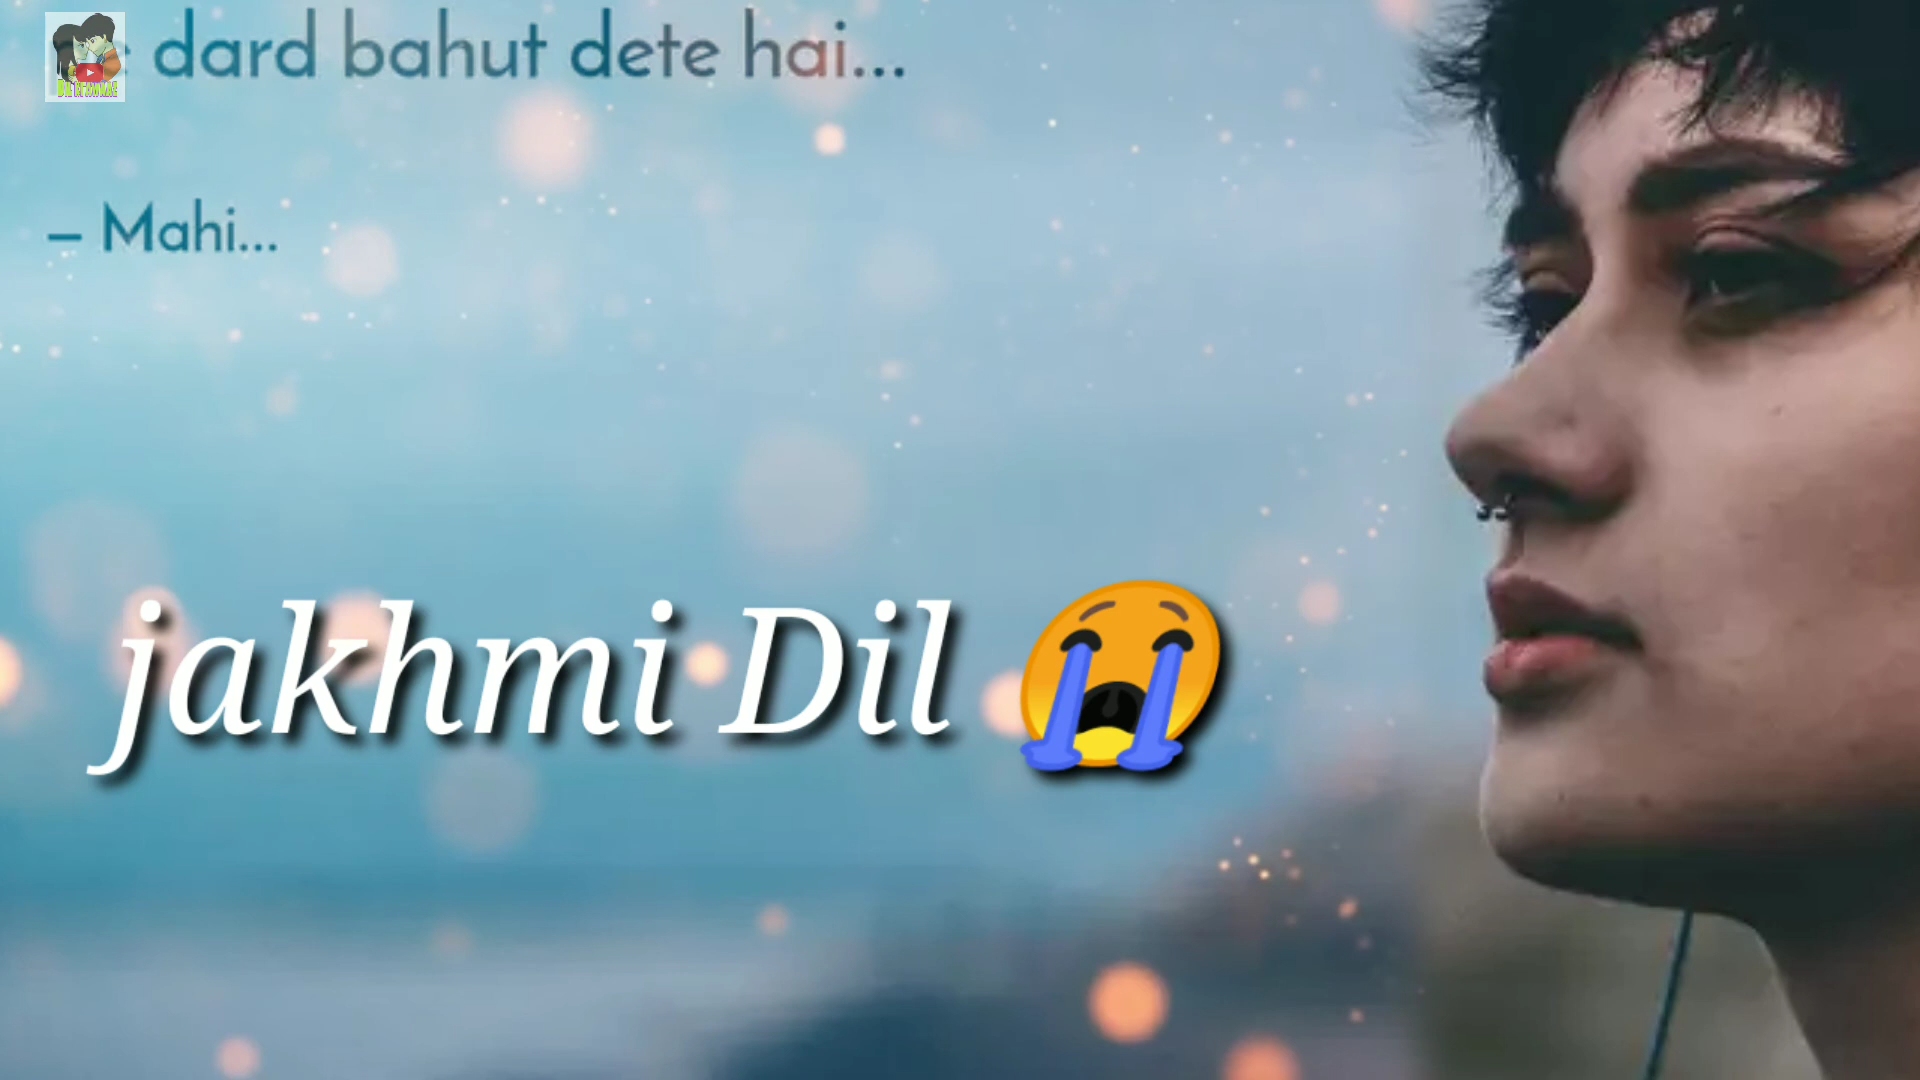 dard bahut dete hai...
– Mahi...
jakhmi Dil 😭